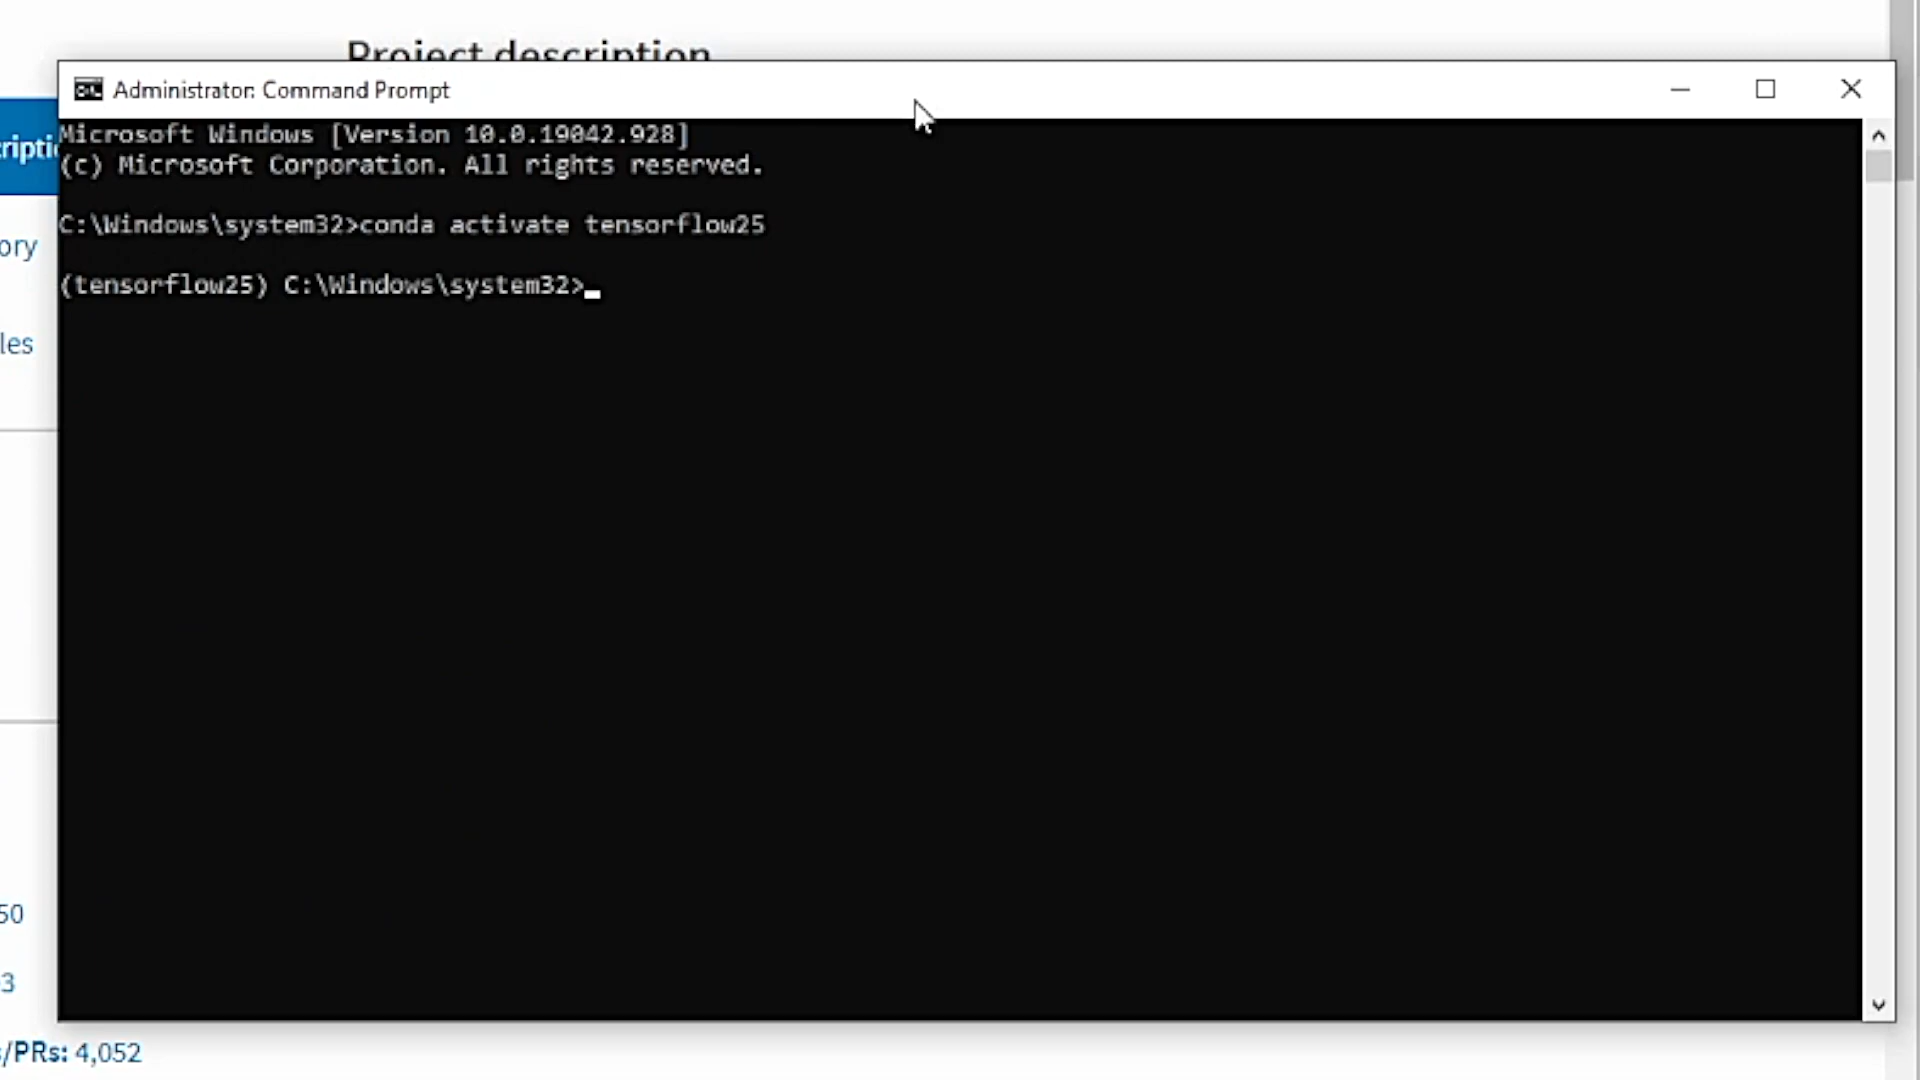 Project description
Administrator: Command Prompt
Microsoft Windows [Version 10.0.19042.928]
(c) Microsoft Corporation. All rights reserved.
C:\Windows\system32>conda activate tensorflow25
(tensorflow25) C:\Windows\system32>
cripti
ory
les
50
3
/PRs: 4,052